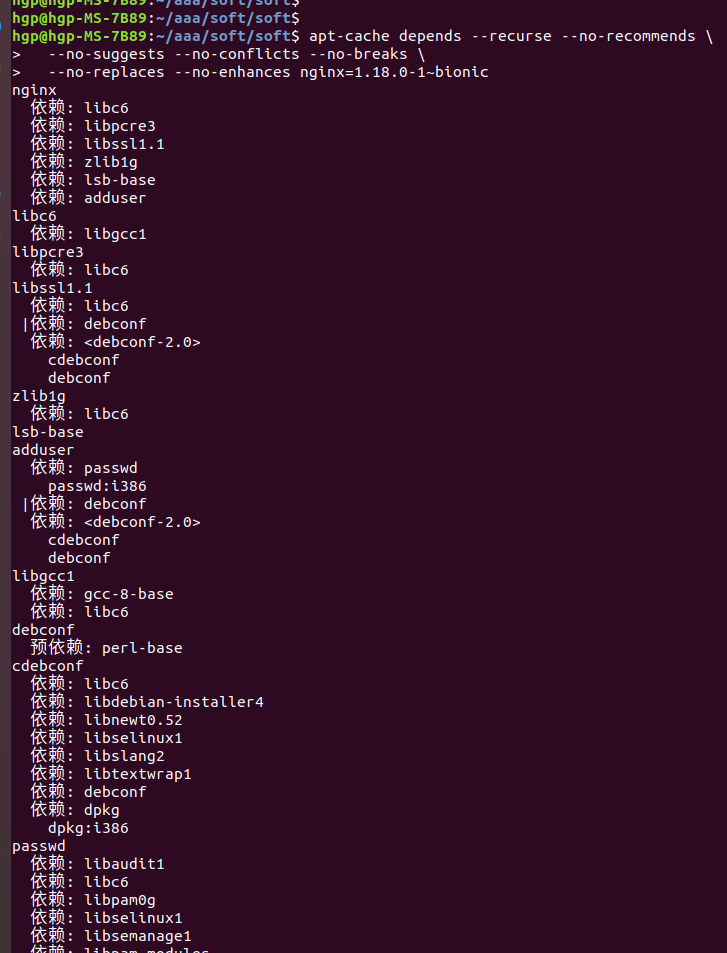 hgp@hgp-MS-7B89:~/aaa/soft/soft$
hgp@hgp-MS-7B89:~/aaa/soft/soft$
hgp@hgp-MS-7B89:~/aaa/soft/soft$ apt-cache depends --recurse --no-recommends \
>   --no-suggests --no-conflicts --no-breaks \
>   --no-replaces --no-enhances nginx=1.18.0-1~bionic
nginx
  依赖: libc6
  依赖: libpcre3
  依赖: libssl1.1
  依赖: zlib1g
  依赖: lsb-base
  依赖: adduser
libc6
  依赖: libgcc1
libpcre3
  依赖: libc6
libssl1.1
  依赖: libc6
 |依赖: debconf
  依赖: <debconf-2.0>
    cdebconf
    debconf
zlib1g
  依赖: libc6
lsb-base
adduser
  依赖: passwd
    passwd:i386
 |依赖: debconf
  依赖: <debconf-2.0>
    cdebconf
    debconf
libgcc1
  依赖: gcc-8-base
  依赖: libc6
debconf
  预依赖: perl-base
cdebconf
  依赖: libc6
  依赖: libdebian-installer4
  依赖: libnewt0.52
  依赖: libselinux1
  依赖: libslang2
  依赖: libtextwrap1
  依赖: debconf
  依赖: dpkg
    dpkg:i386
passwd
  依赖: libaudit1
  依赖: libc6
  依赖: libpam0g
  依赖: libselinux1
  依赖: libsemanage1
  依赖: libpam-modules